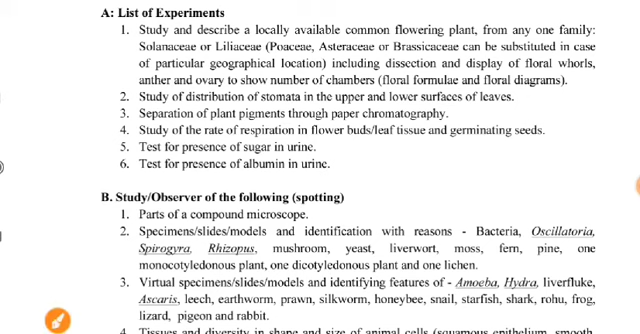 A: List of Experiments
1. Study and describe a locally available common flowering plant, from any one family:
Solanaceae or Liliaceae (Poaceae, Asteraceae or Brassicaceae can be substituted in case
of particular geographical location) including dissection and display of floral whorls,
anther and ovary to show number of chambers (floral formulae and floral diagrams).
2. Study of distribution of stomata in the upper and lower surfaces of leaves.
3. Separation of plant pigments through paper chromatography.
4. Study of the rate of respiration in flower buds/leaf tissue and germinating seeds.
5. Test for presence of sugar in urine.
6. Test for presence of albumin in urine.
B. Study/Observer of the following (spotting)
1. Parts of a compound microscope.
2. Specimens/slides/models and identification with reasons - Bacteria, Oscillatoria,
Spirogyra, Rhizopus, mushroom, yeast, liverwort, moss, fern, pine, one
monocotyledonous plant, one dicotyledonous plant and one lichen.
3. Virtual specimens/slides/models and identifying features of - Amoeba, Hydra, liverfluke,
Ascaris, leech, earthworm, prawn, silkworm, honeybee, snail, starfish, shark, rohu, frog,
lizard, pigeon and rabbit.
4. Tissues and diversity in shape and size of animal cells (squamous epithelium, smooth